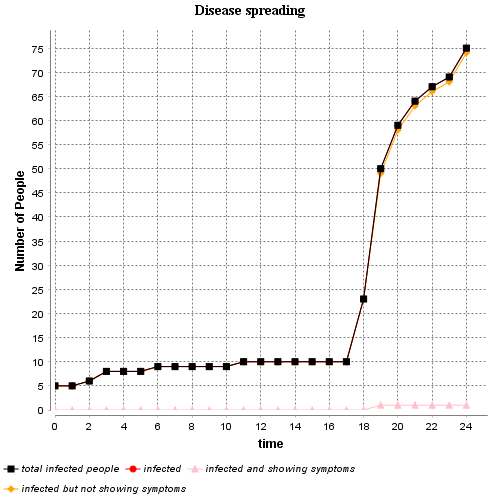 Disease spreading
75
70
65
60
55
50
45
40
35
30
25
20
15
10
5
0
Number of People
0 2 4 6 8 10 12 14 16 18 20 22 24
time
total infected people infected infected and showing symptoms
infected but not showing symptoms